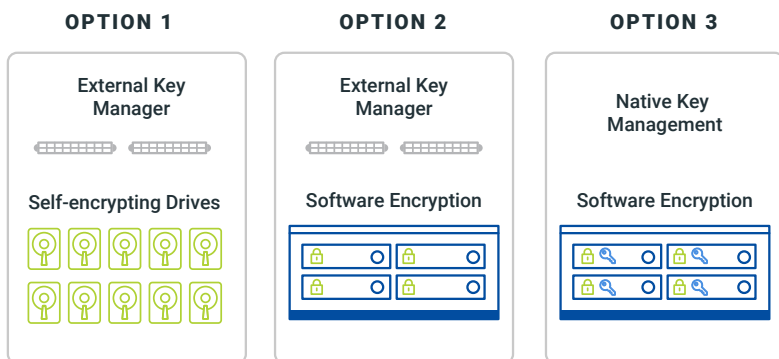 OPTION 1
External Key
Manager
Self-encrypting Drives
OPTION 2
External Key
Manager
Software Encryption
OPTION 3
Native Key
Management
Software Encryption